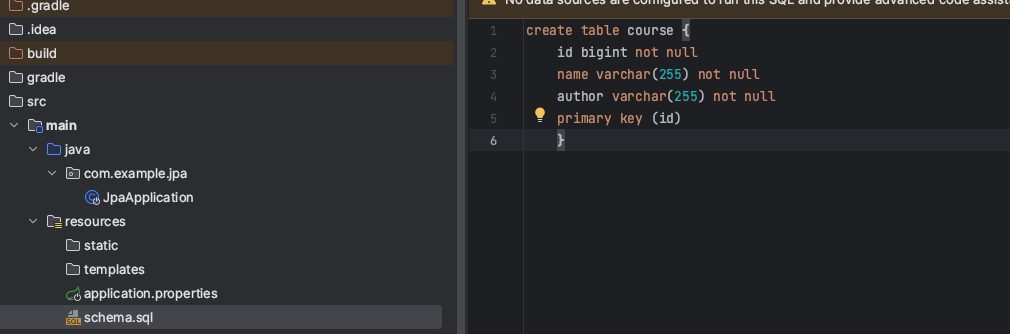 .gradle
.idea
build
gradle
src
main
java
com.example.jpa
JpaApplication
resources
static
templates
application.properties
schema.sql
No data sources are configured to run this SQL and provide advanced code assist
1 create table course {
2 id bigint not null
3 name varchar(255) not null
4 author varchar(255) not null
5 primary key (id)
6 }